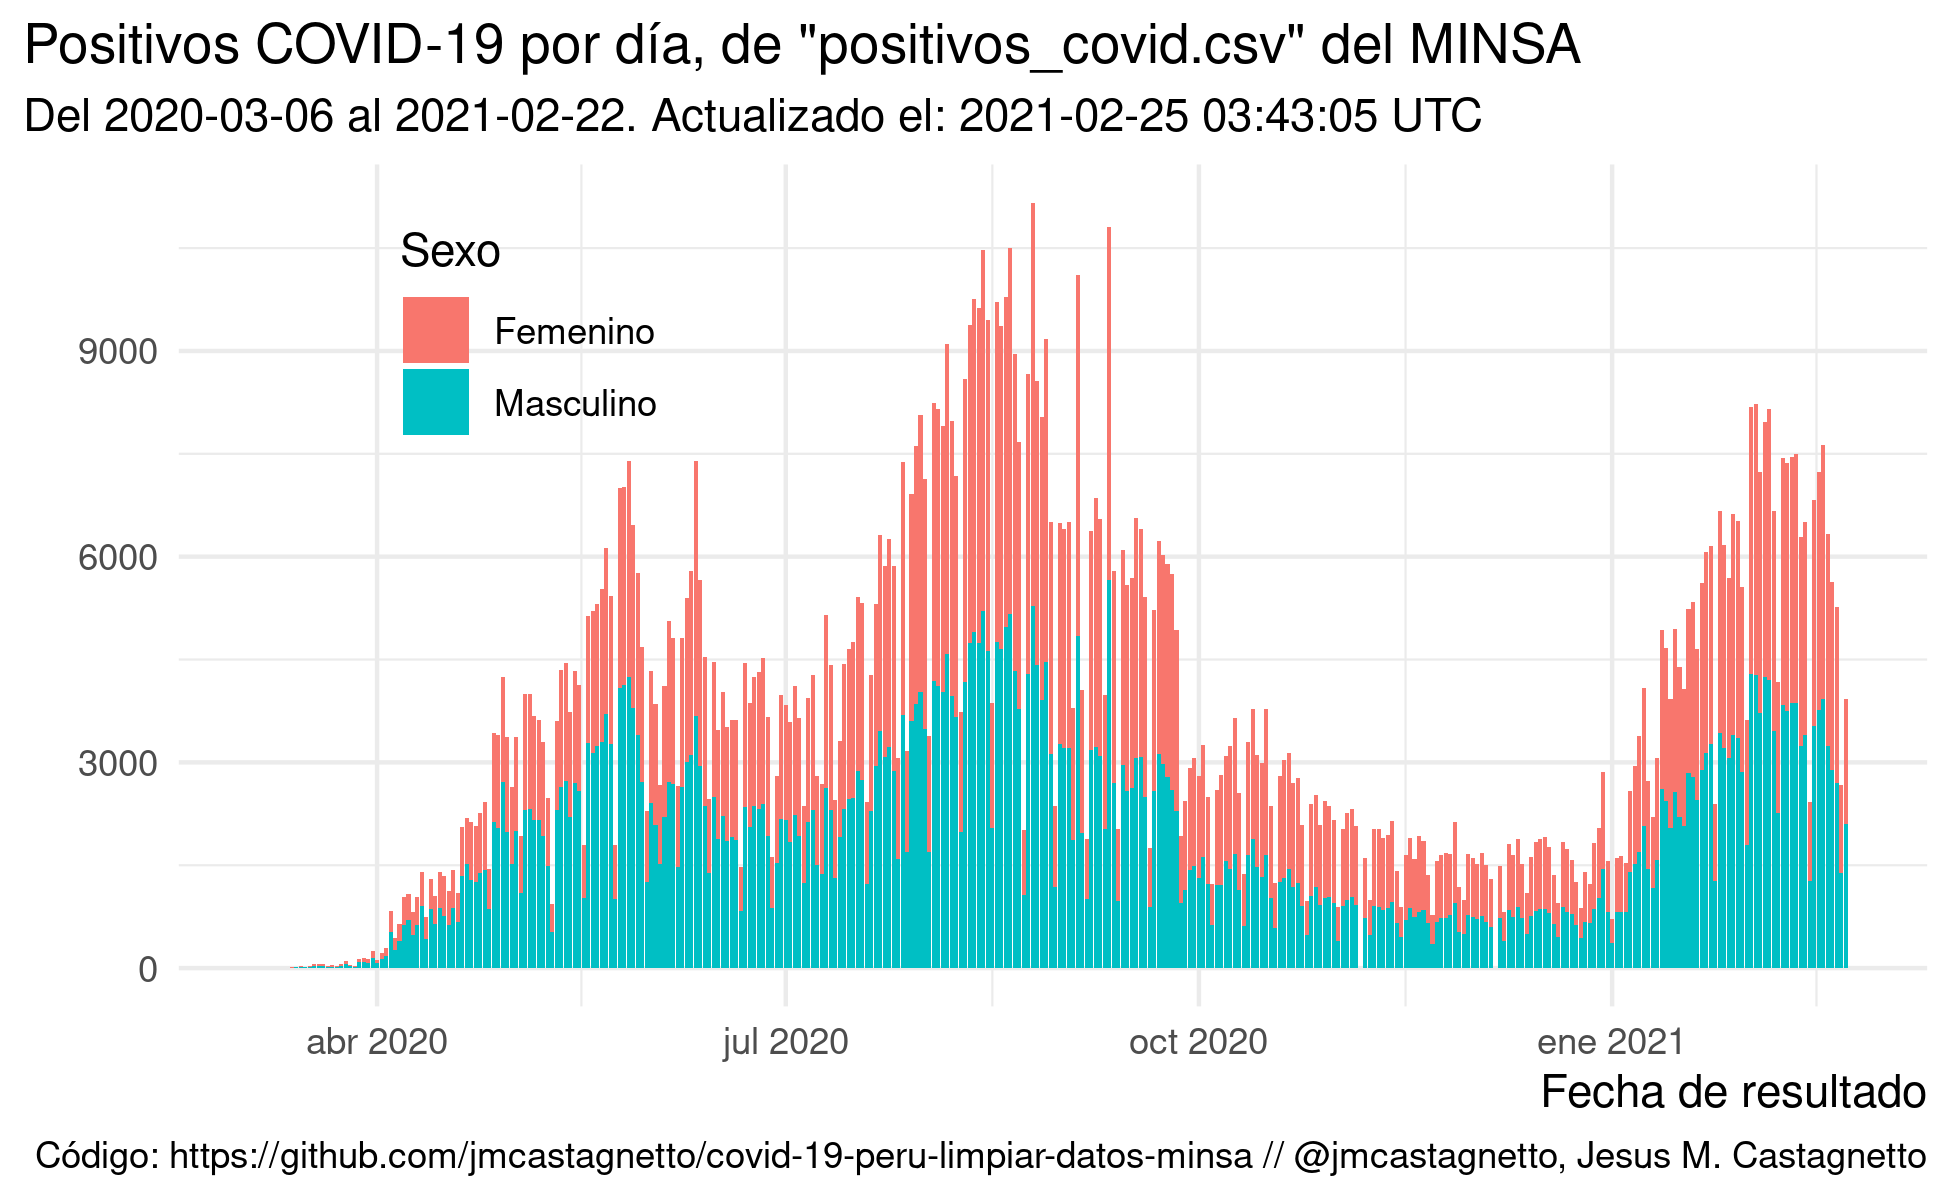 Positivos COVID-19 por día, de "positivos_covid.csv" del MINSA
Del 2020-03-06 al 2021-02-22. Actualizado el: 2021-02-25 03:43:05 UTC
Sexo
Femenino
Masculino
9000
6000
3000
0
abr 2020
jul 2020
oct 2020
ene 2021
Fecha de resultado
Código: https://github.com/jmcastagnetto/covid-19-peru-limpiar-datos-minsa // @jmcastagnetto, Jesus M. Castagnetto